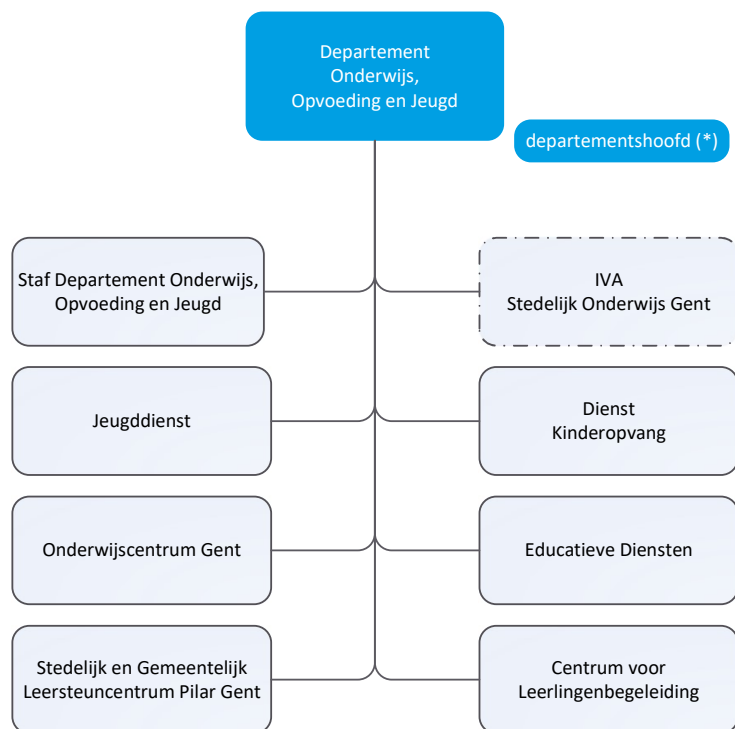 Departement
Onderwijs,
Opvoeding en Jeugd
departementshoofd (*)
Staf Departement Onderwijs,
Opvoeding en Jeugd
IVA
Stedelijk Onderwijs Gent
Jeugddienst
Dienst
Kinderopvang
Onderwijscentrum Gent
Educatieve Diensten
Stedelijk en Gemeentelijk
Leersteuncentrum Pilar Gent
Centrum voor
Leerlingenbegeleiding